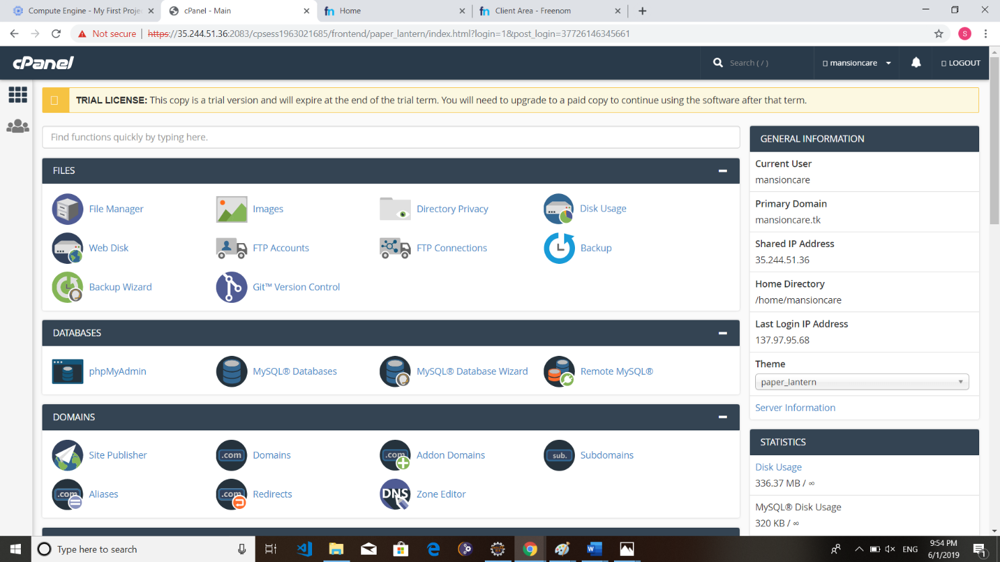 Compute Engine - My First Proje
cPanel - Main
Home
Client Area - Freenom
Not secure
https://35.244.51.36:2083/cpsess1963021685/frontend/paper_lantern/index.html?login=1&post_login=37726146345661
S
cPanel
Search ( / )
mansioncare
LOGOUT
TRIAL LICENSE: This copy is a trial version and will expire at the end of the trial term. You will need to upgrade to a paid copy to continue using the software after that term.
Find functions quickly by typing here.
FILES
File Manager
Images
Directory Privacy
Disk Usage
Web Disk
FTP Accounts
FTP Connections
Backup
Backup Wizard
Git™ Version Control
DATABASES
phpMyAdmin
MySQL® Databases
MySQL® Database Wizard
Remote MySQL®
DOMAINS
Site Publisher
.com
Domains
.com
Addon Domains
sub.
Subdomains
.com
Aliases
.com
Redirects
DNS
Zone Editor
GENERAL INFORMATION
Current User
mansioncare
Primary Domain
mansioncare.tk
Shared IP Address
35.244.51.36
Home Directory
/home/mansioncare
Last Login IP Address
137.97.95.68
Theme
paper_lantern
Server Information
STATISTICS
Disk Usage
336.37 MB / ∞
MySQL® Disk Usage
320 KB / ∞
Type here to search
ENG
9:54 PM
6/1/2019
1